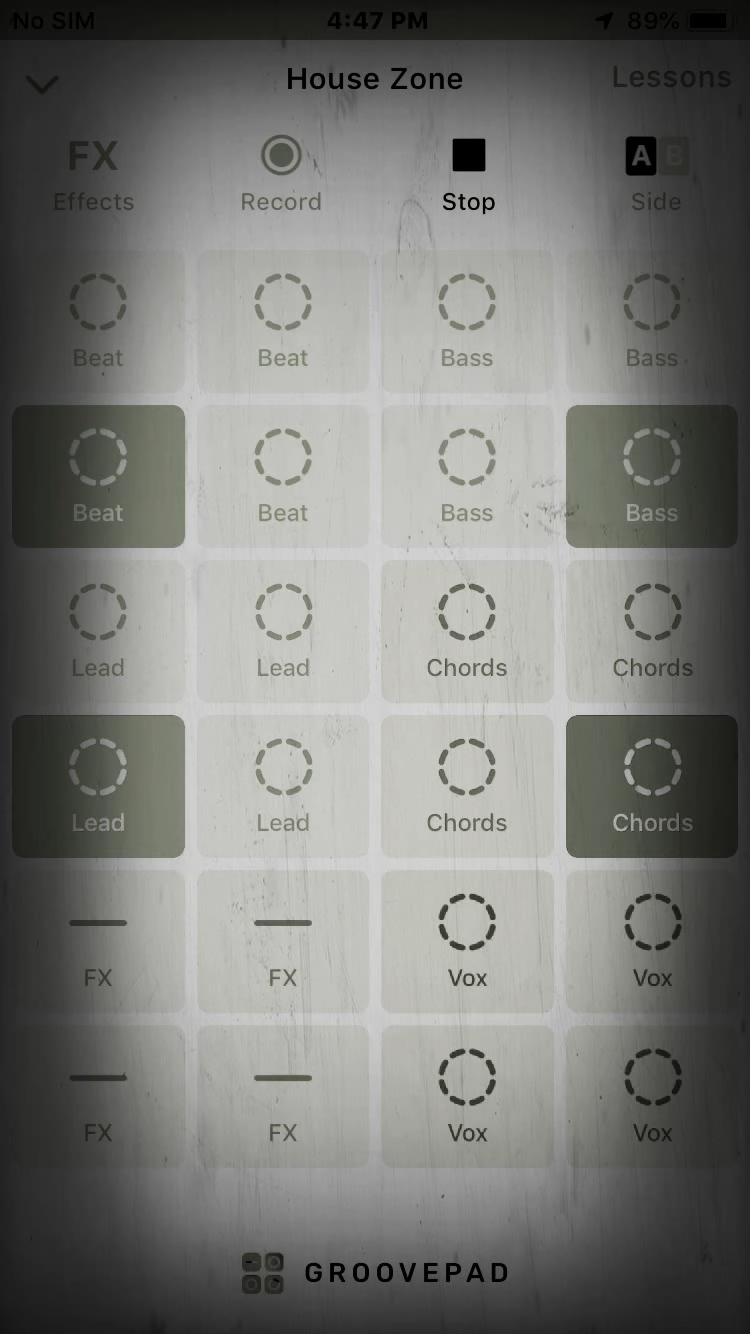 No SIM 4:47 PM 89%
House Zone Lessons
FX A B
Effects Record Stop Side
Beat Beat Bass Bass
Beat Beat Bass Bass
Lead Lead Chords Chords
Lead Lead Chords Chords
FX FX Vox Vox
FX FX Vox Vox
GROOVEPAD